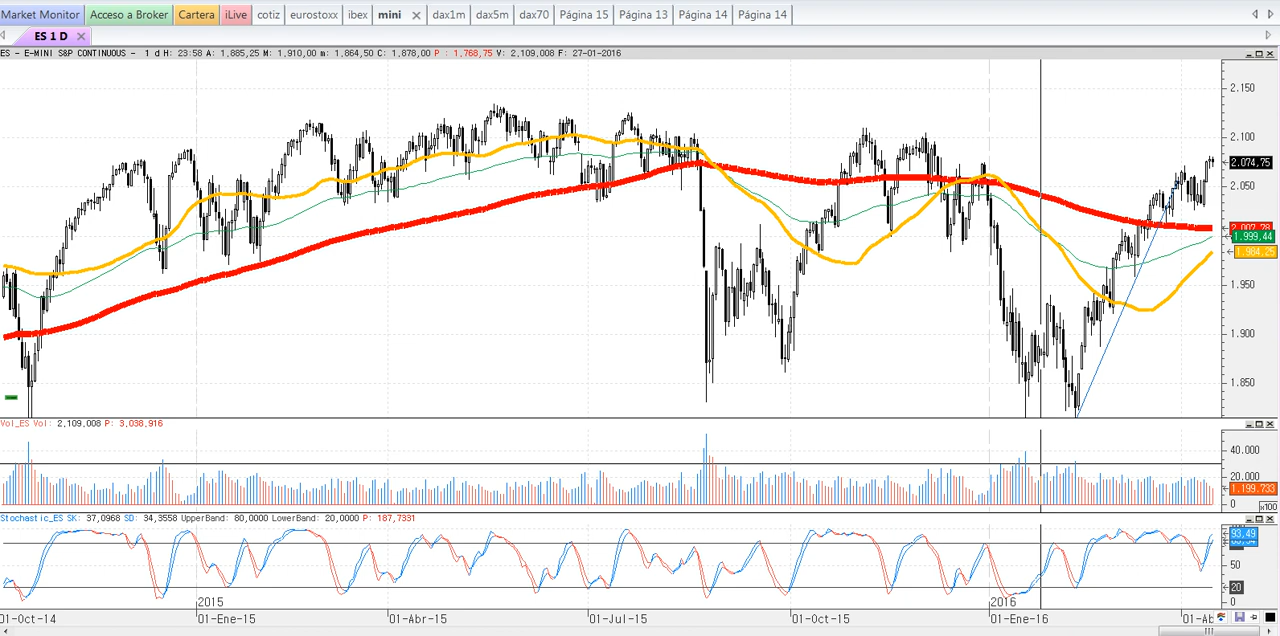 Market Monitor Acceso a Broker Cartera iLive cotiz eurostoxx ibex mini dax1m dax5m dax70 Página 15 Página 13 Página 14 Página 14
ES 1 D
ES - E-MINI S&P CONTINUOUS - 1 d H: 23:58 A: 1,885,25 M: 1,910,00 m: 1,864,50 C: 1,878,00 P : 1,768,75 V: 2,109,008 F: 27-01-2016
2.150
2.100
2.074,75
2.050
2.007,78
1.999,44
1.984,25
1.950
1.900
1.850
Vol_ES Vol: 2,109,008 P: 3,038,916
40.000
20.000
1.199.733
0
x100
Stochastic_ES SK: 37,0968 SD: 34,3558 UpperBand: 80,0000 LowerBand: 20,0000 P: 187,7331
93,49
50
20
0
2015 2016
01-Oct-14 01-Ene-15 01-Abr-15 01-Jul-15 01-Oct-15 01-Ene-16 01-Ab